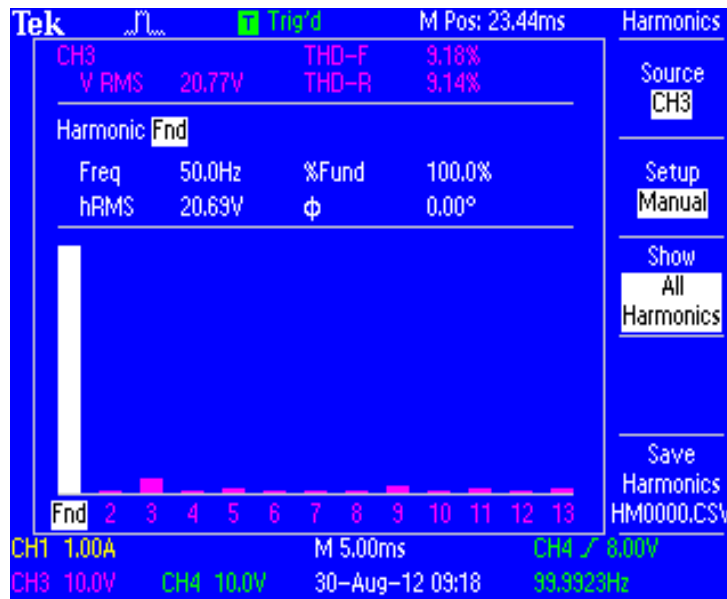 Tek T Trig'd M Pos: 23.44ms Harmonics
CH3 THD-F 9.18%
V RMS 20.77V THD-R 9.14%
Source
CH3
Harmonic Fnd
Freq 50.0Hz %Fund 100.0%
hRMS 20.69V Φ 0.00°
Setup
Manual
Show
All
Harmonics
Save
Harmonics
HM0000.CSV
Fnd 2 3 4 5 6 7 8 9 10 11 12 13
CH1 1.00A M 5.00ms CH4 8.00V
CH3 10.0V CH4 10.0V 30-Aug-12 09:18 99.9923Hz